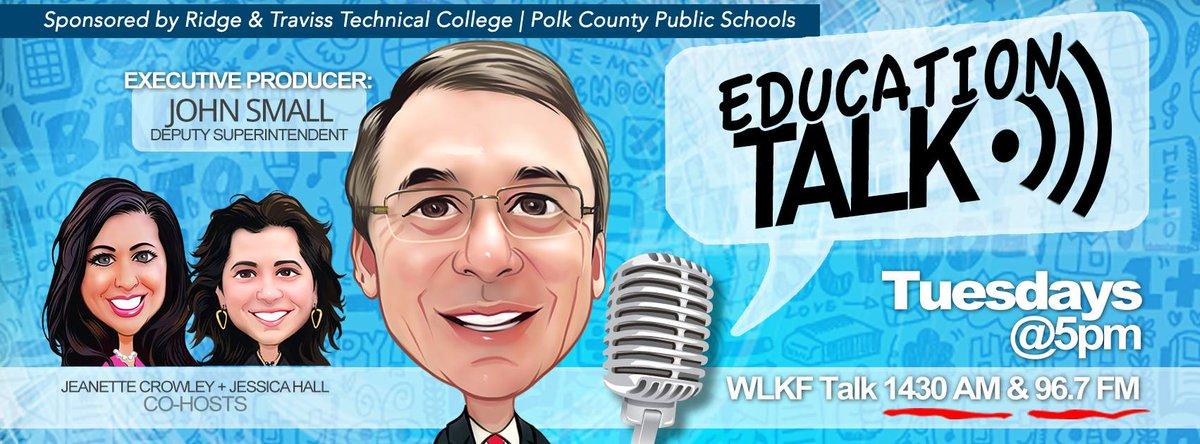 Sponsored by Ridge & Traviss Technical College | Polk County Public Schools
EXECUTIVE PRODUCER:
JOHN SMALL
DEPUTY SUPERINTENDENT
JEANETTE CROWLEY + JESSICA HALL
CO-HOSTS
EDUCATION
TALK
Tuesdays
@5pm
WLKF Talk 1430 AM & 96.7 FM